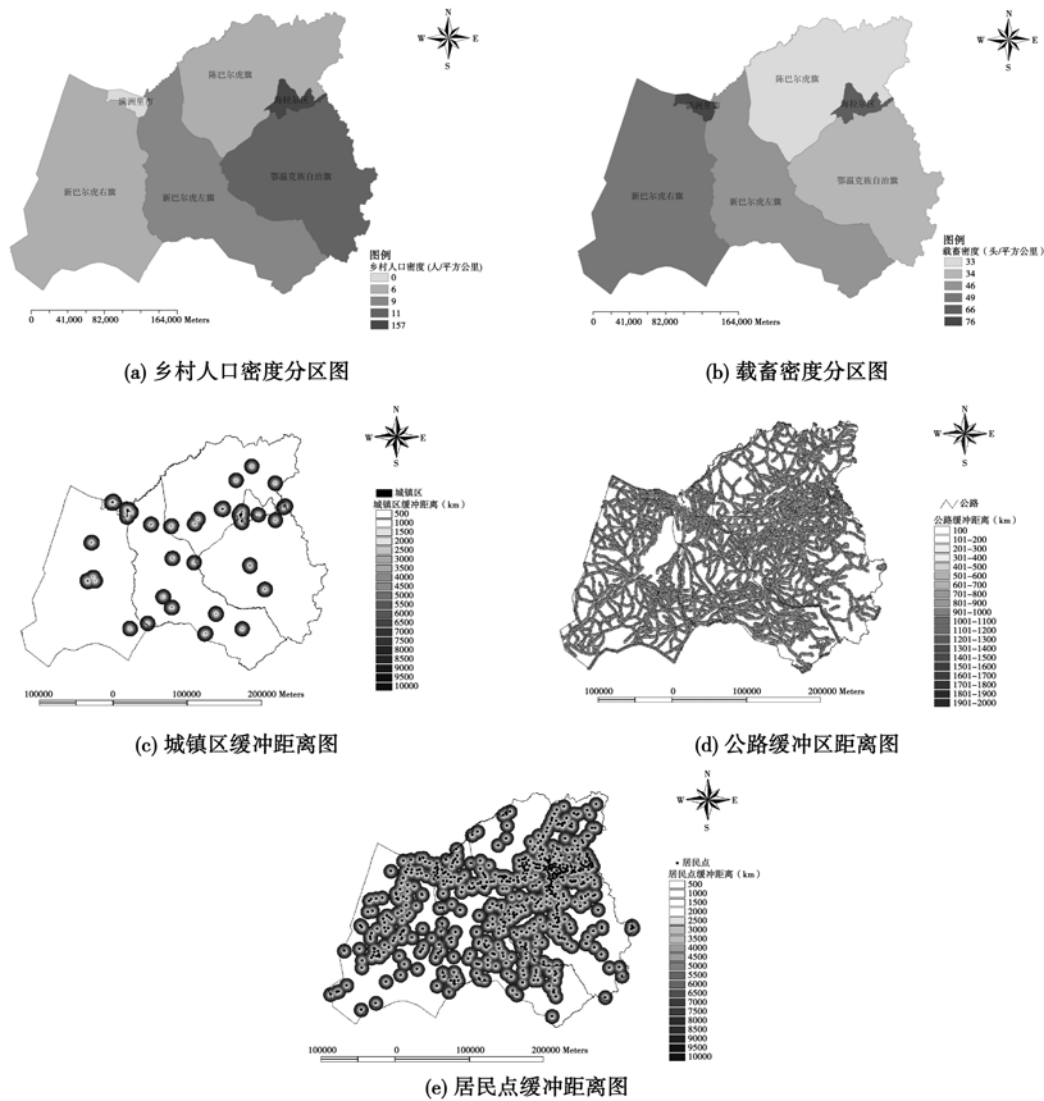 N
W
E
S
陈巴尔虎旗
满洲里市
海拉尔区
鄂温克族自治旗
新巴尔虎右旗
新巴尔虎左旗
图例
乡村人口密度 (人/平方公里)
0
6
9
11
157
0 41,000 82,000 164,000 Meters
(a) 乡村人口密度分区图
N
W
E
S
陈巴尔虎旗
满洲里市
海拉尔区
鄂温克族自治旗
新巴尔虎右旗
新巴尔虎左旗
图例
载畜密度(头/平方公里)
33
34
46
49
66
76
0 41,000 82,000 164,000 Meters
(b) 载畜密度分区图
N
W
E
S
城镇区
城镇区缓冲距离(km)
500
1000
1500
2000
2500
3000
3500
4000
4500
5000
5500
6000
6500
7000
7500
8000
8500
9000
9500
10000
100000 0 100000 200000 Meters
(c) 城镇区缓冲距离图
N
W
E
S
公路
公路缓冲距离(km)
100
101-200
201-300
301-400
401-500
501-600
601-700
701-800
801-900
901-1000
1001-1100
1101-1200
1201-1300
1301-1400
1401-1500
1501-1600
1601-1700
1701-1800
1801-1900
1901-2000
100000 0 100000 200000 Meters
(d) 公路缓冲区距离图
N
W
E
S
居民点
居民点缓冲距离(km)
500
1000
1500
2000
2500
3000
3500
4000
4500
5000
5500
6000
6500
7000
7500
8000
8500
9000
9500
10000
100000 0 100000 200000 Meters
(e) 居民点缓冲距离图